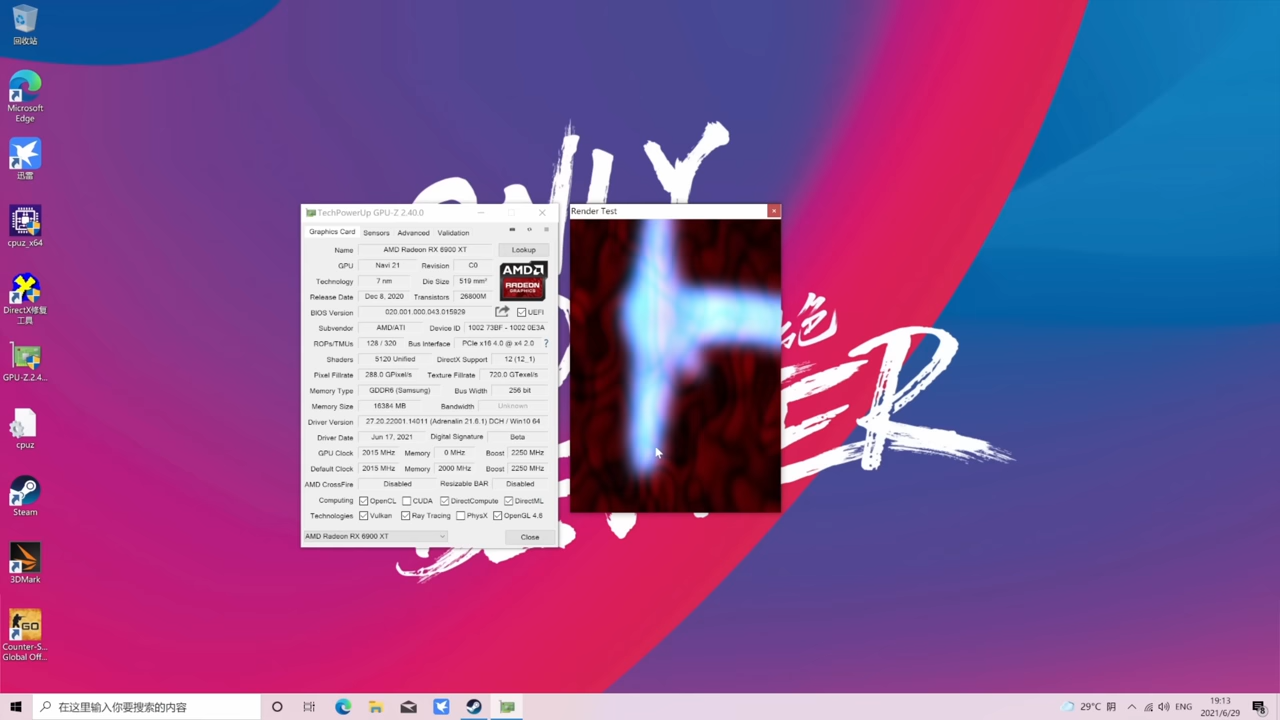 回收站
Microsoft
Edge
迅雷
cpuz_x64
DirectX修复
工具
GPU-Z.2.4...
cpuz
Steam
3DMark
Counter-S...
Global Off...
TechPowerUp GPU-Z 2.40.0
Graphics Card Sensors Advanced Validation
Name AMD Radeon RX 6900 XT Lookup
GPU Navi 21 Revision C0
AMD
RADEON
GRAPHICS
Technology 7 nm Die Size 519 mm²
Release Date Dec 8, 2020 Transistors 26800M
BIOS Version 020.001.000.043.015929 UEFI
Subvendor AMD/ATI Device ID 1002 73BF - 1002 0E3A
ROPs/TMUs 128 / 320 Bus Interface PCIe x16 4.0 @ x4 2.0 ?
Shaders 5120 Unified DirectX Support 12 (12_1)
Pixel Fillrate 288.0 GPixel/s Texture Fillrate 720.0 GTexel/s
Memory Type GDDR6 (Samsung) Bus Width 256 bit
Memory Size 16384 MB Bandwidth Unknown
Driver Version 27.20.22001.14011 (Adrenalin 21.6.1) DCH / Win10 64
Driver Date Jun 17, 2021 Digital Signature Beta
GPU Clock 2015 MHz Memory 0 MHz Boost 2250 MHz
Default Clock 2015 MHz Memory 2000 MHz Boost 2250 MHz
AMD CrossFire Disabled Resizable BAR Disabled
Computing OpenCL CUDA DirectCompute DirectML
Technologies Vulkan Ray Tracing PhysX OpenGL 4.6
AMD Radeon RX 6900 XT Close
Render Test
在这里输入你要搜索的内容
29°C 阴 ENG 19:13
2021/6/29